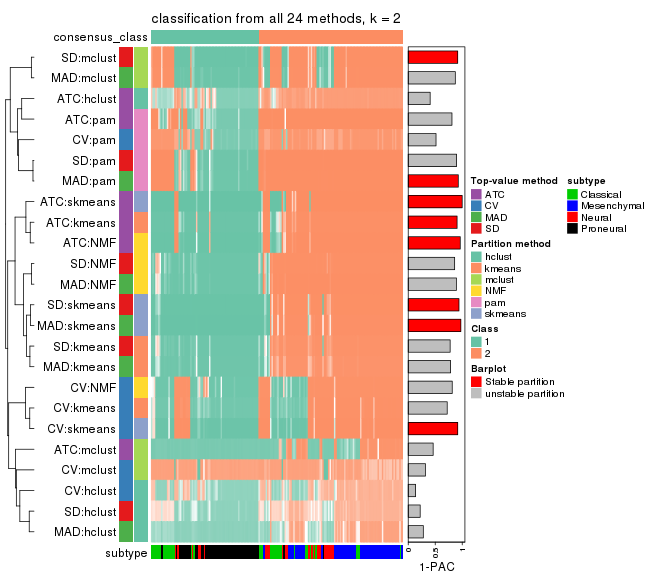 classification from all 24 methods, k = 2
consensus_class
SD:mclust
MAD:mclust
ATC:hclust
ATC:pam
CV:pam
SD:pam
MAD:pam
ATC:skmeans
ATC:kmeans
ATC:NMF
SD:NMF
MAD:NMF
SD:skmeans
MAD:skmeans
SD:kmeans
MAD:kmeans
CV:NMF
CV:kmeans
CV:skmeans
ATC:mclust
CV:mclust
CV:hclust
SD:hclust
MAD:hclust
subtype
0 0.5 1
1-PAC
Top-value method
ATC
CV
MAD
SD
Partition method
hclust
kmeans
mclust
NMF
pam
skmeans
Class
1
2
Barplot
Stable partition
unstable partition
subtype
Classical
Mesenchymal
Neural
Proneural